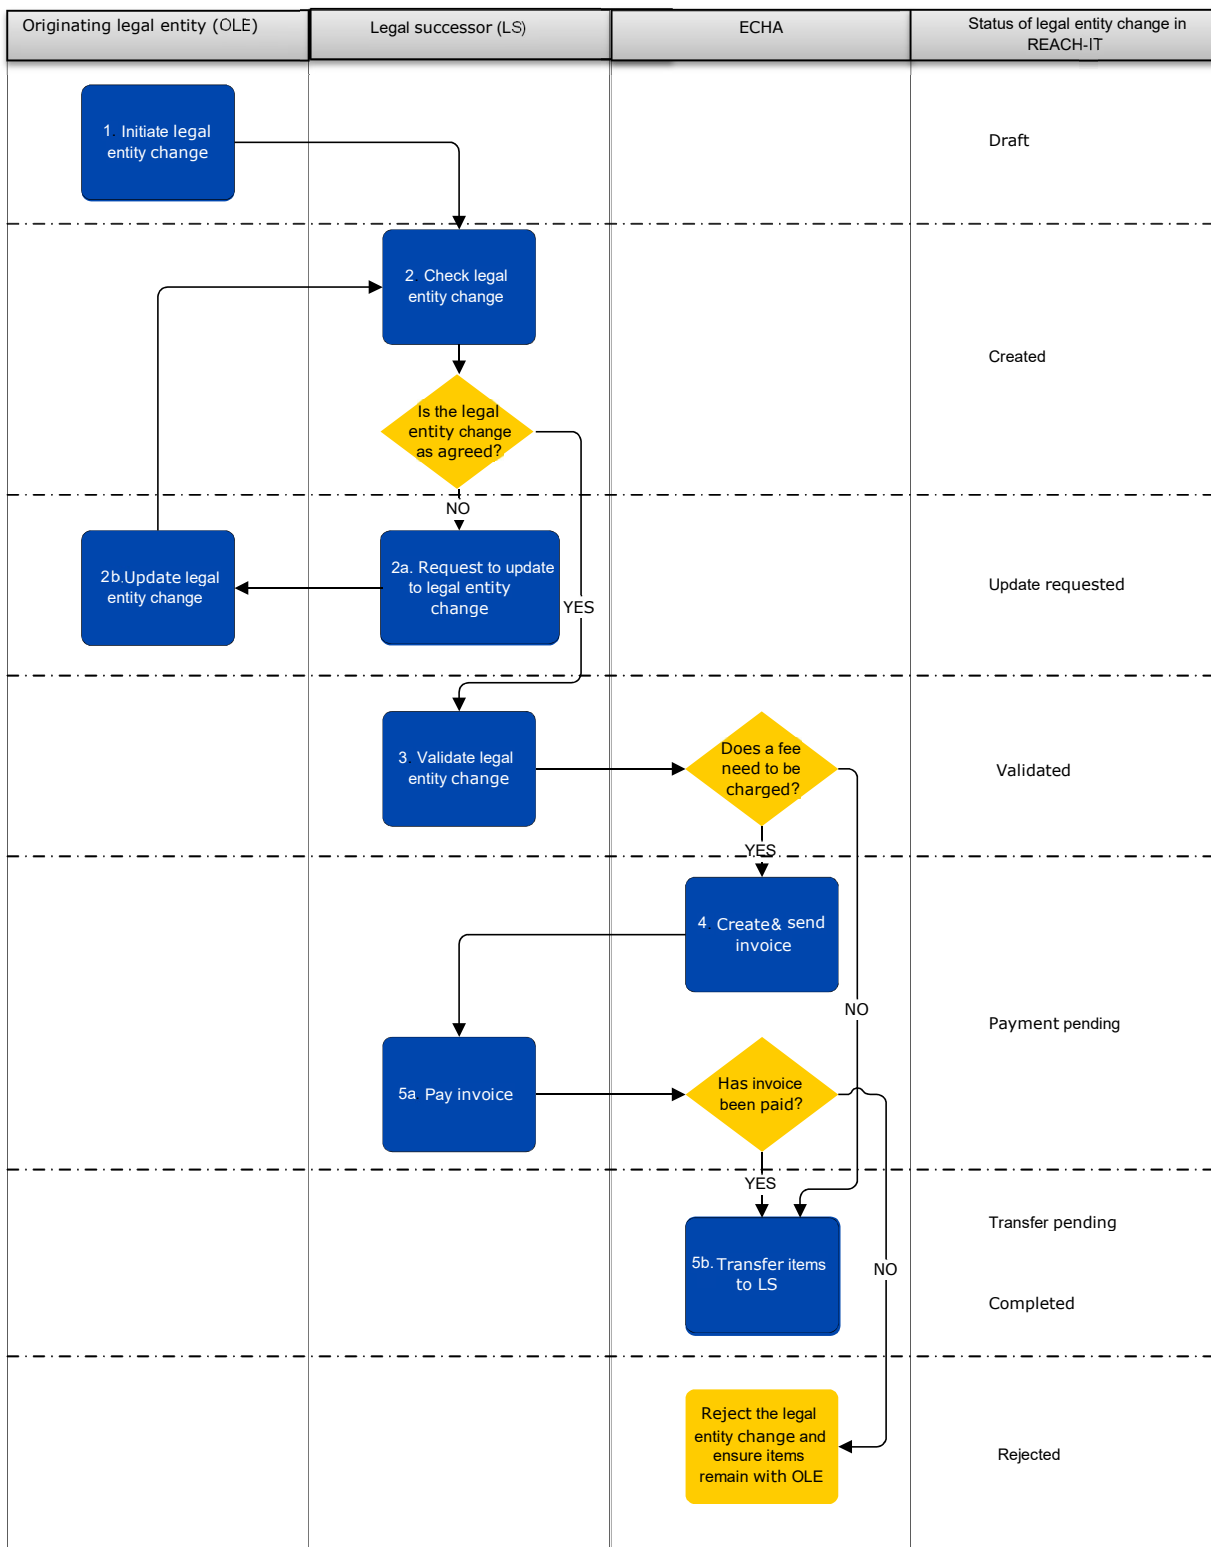 Originating legal entity (OLE)
Legal successor (LS)
ECHA
Status of legal entity change in
REACH-IT
1. Initiate legal
entity change
Draft
2. Check legal
entity change
Created
Is the legal
entity change
as agreed?
NO
2b.Update legal
entity change
2a. Request to update
to legal entity
change
YES
Update requested
3. Validate legal
entity change
Does a fee
need to be
charged?
Validated
YES
4. Create & send
invoice
NO
Payment pending
5a Pay invoice
Has invoice
been paid?
YES
Transfer pending
5b. Transfer items
to LS
NO
Completed
Reject the legal
entity change and
ensure items
remain with OLE
Rejected